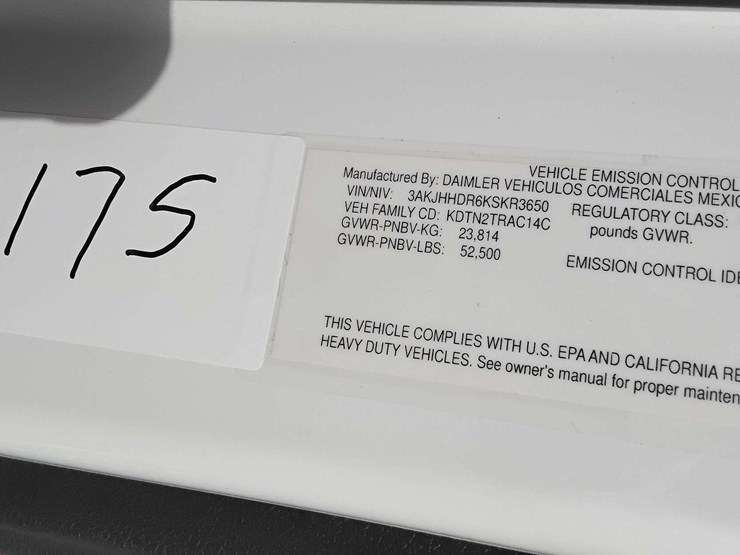 175
VEHICLE EMISSION CONTROL
Manufactured By: DAIMLER VEHICULOS COMERCIALES MEXIC
VIN/NIV: 3AKJHHDR6KSKR3650 REGULATORY CLASS:
VEH FAMILY CD: KDTN2TRAC14C pounds GVWR.
GVWR-PNBV-KG: 23,814
GVWR-PNBV-LBS: 52,500 EMISSION CONTROL IDE
THIS VEHICLE COMPLIES WITH U.S. EPA AND CALIFORNIA RE
HEAVY DUTY VEHICLES. See owner's manual for proper mainten